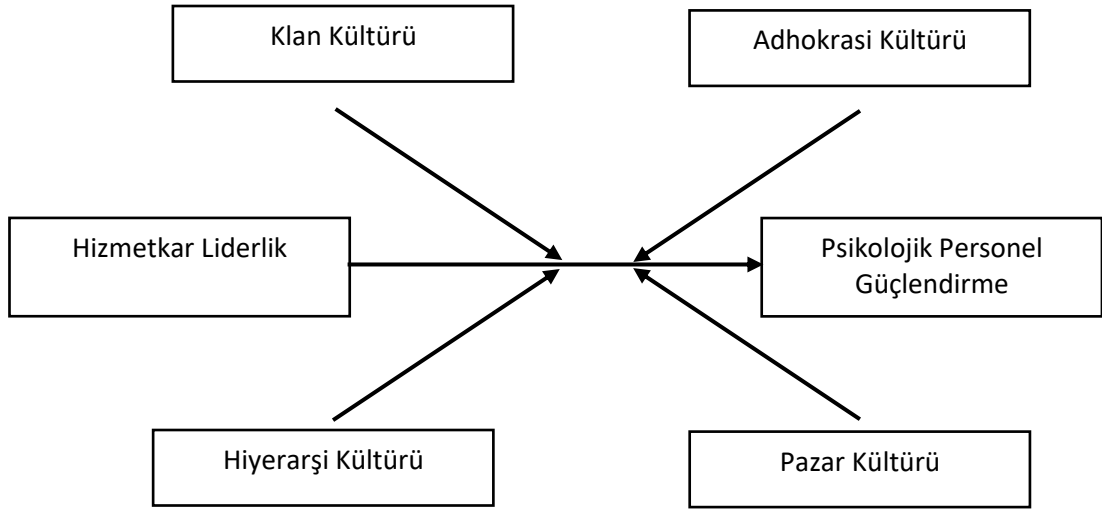 Klan Kültürü
Adhokrasi Kültürü
Hizmetkar Liderlik
Psikolojik Personel
Güçlendirme
Hiyerarşi Kültürü
Pazar Kültürü